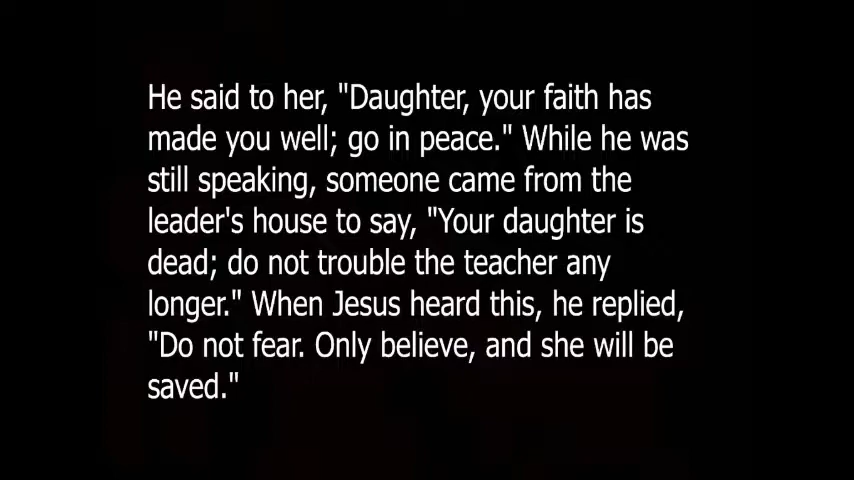 He said to her, "Daughter, your faith has
made you well; go in peace." While he was
still speaking, someone came from the
leader's house to say, "Your daughter is
dead; do not trouble the teacher any
longer." When Jesus heard this, he replied,
"Do not fear. Only believe, and she will be
saved."